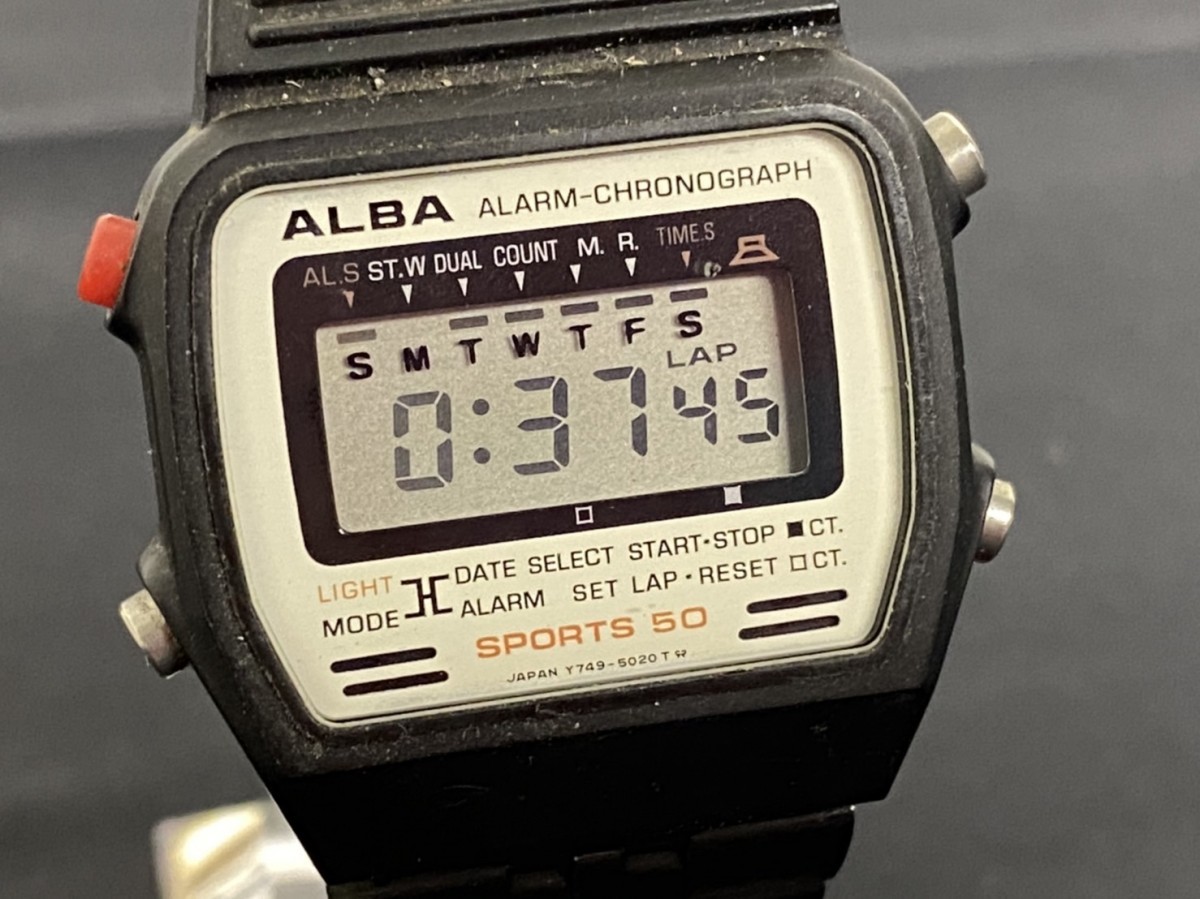 ALBA ALARM-CHRONOGRAPH
AL.S ST.W DUAL COUNT M. R. TIME.S
S M T W T F S
LAP
0:37 45
LIGHT DATE SELECT START·STOP ■CT.
MODE ALARM SET LAP·RESET □CT.
SPORTS 50
JAPAN Y749-5020 T